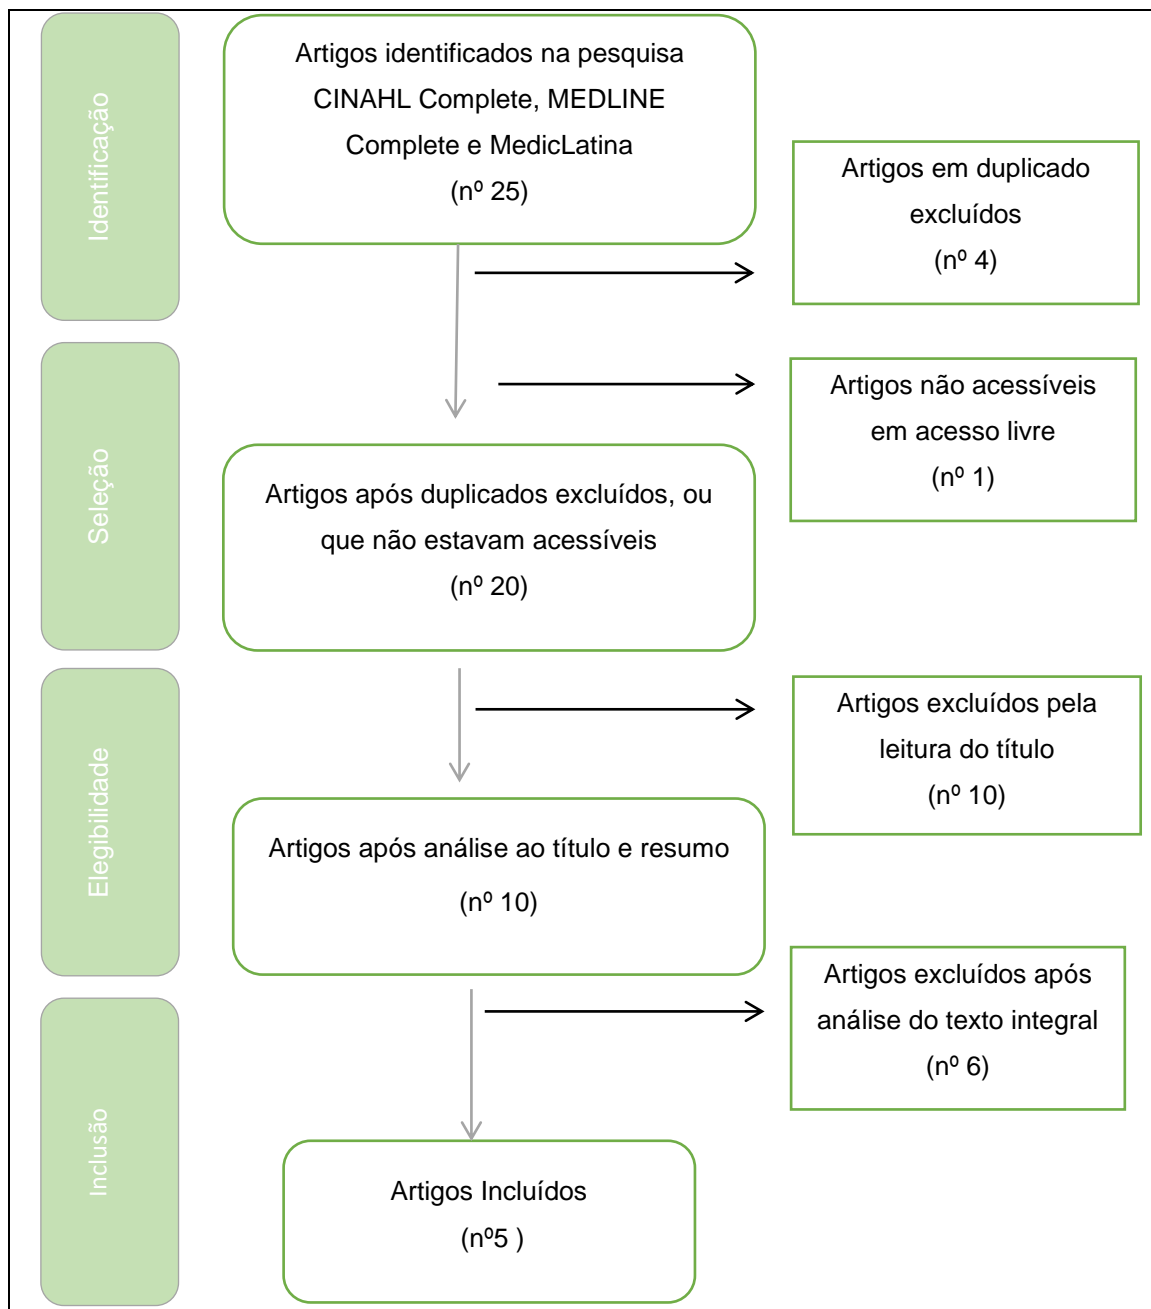 Identificação
Artigos identificados na pesquisa
CINAHL Complete, MEDLINE
Complete e MedicLatina
(nº 25)
Artigos em duplicado
excluídos
(nº 4)
Seleção
Artigos não acessíveis
em acesso livre
(nº 1)
Artigos após duplicados excluídos, ou
que não estavam acessíveis
(nº 20)
Elegibilidade
Artigos excluídos pela
leitura do título
(nº 10)
Artigos após análise ao título e resumo
(nº 10)
Artigos excluídos após
análise do texto integral
(nº 6)
Inclusão
Artigos Incluídos
(nº5 )